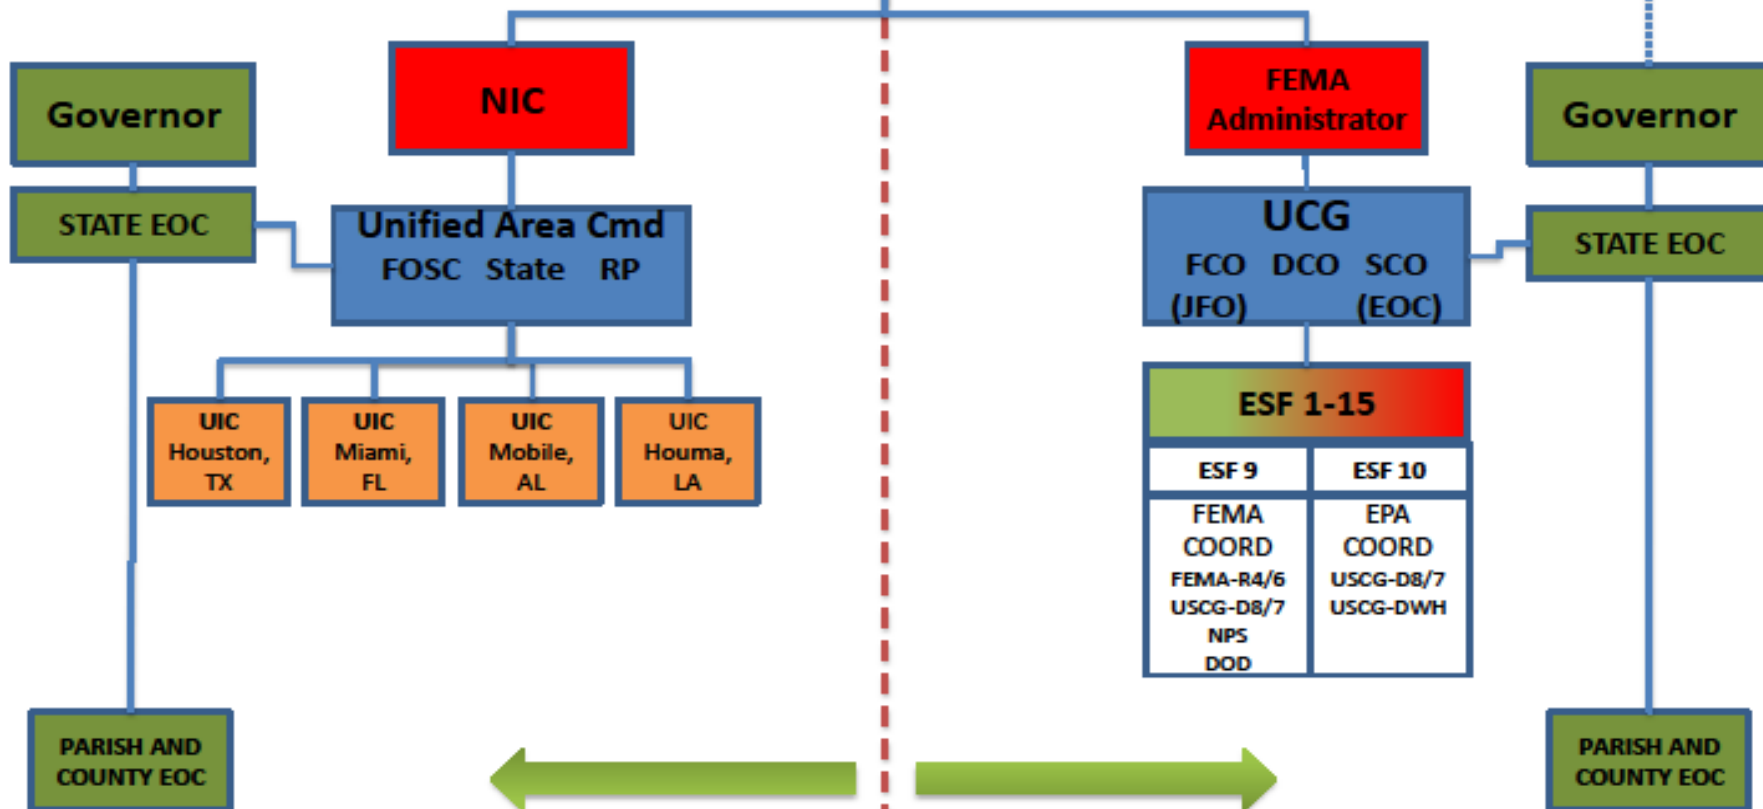 Governor
STATE EOC
NIC
Unified Area Cmd
FOSC State RP
UIC
Houston,
TX
UIC
Miami,
FL
UIC
Mobile,
AL
UIC
Houma,
LA
PARISH AND
COUNTY EOC
FEMA
Administrator
UCG
FCO DCO SCO
(JFO) (EOC)
ESF 1-15
ESF 9
FEMA
COORD
FEMA-R4/6
USCG-D8/7
NPS
DOD
ESF 10
EPA
COORD
USCG-D8/7
USCG-DWH
Governor
STATE EOC
PARISH AND
COUNTY EOC